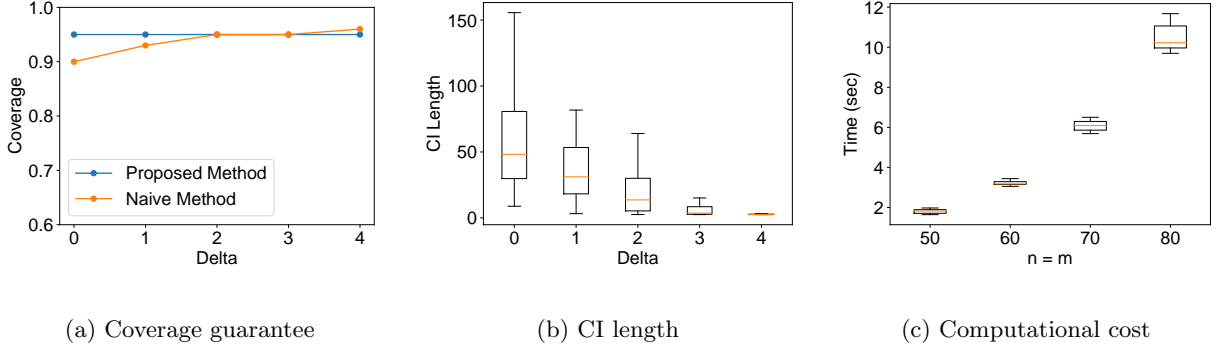 1.0
0.9
0.8
0.7
0.6
Coverage
Proposed Method
Naive Method
0 1 2 3 4
Delta
(a) Coverage guarantee
150
100
50
0
CI Length
0 1 2 3 4
Delta
(b) CI length
12
10
8
6
4
2
Time (sec)
50 60 70 80
n = m
(c) Computational cost